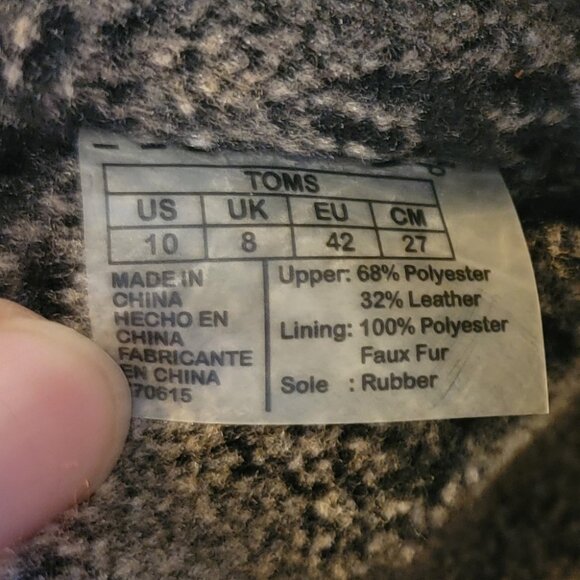 TOMS
US UK EU CM
10 8 42 27
MADE IN
CHINA
HECHO EN
CHINA
FABRICANTE
EN CHINA
70615
Upper: 68% Polyester
32% Leather
Lining: 100% Polyester
Faux Fur
Sole : Rubber